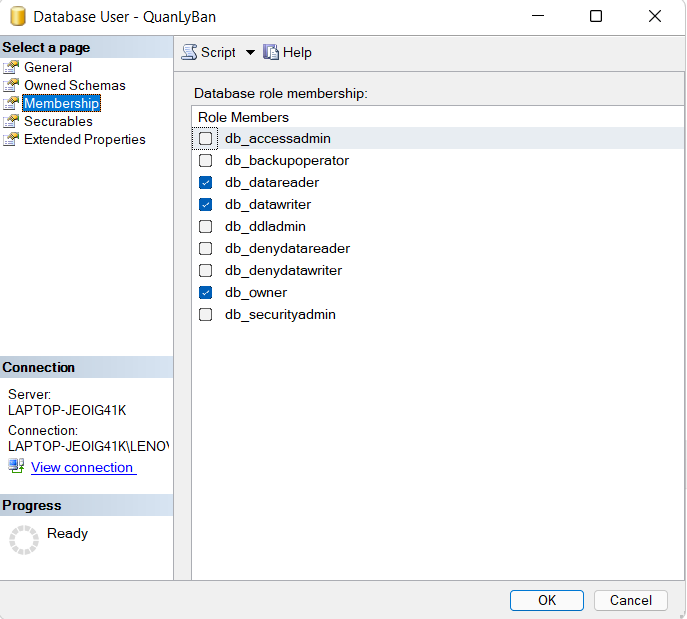 Database User - QuanLyBan
Select a page
General
Owned Schemas
Membership
Securables
Extended Properties
Script
Help
Database role membership:
Role Members
db_accessadmin
db_backupoperator
db_datareader
db_datawriter
db_ddladmin
db_denydatareader
db_denydatawriter
db_owner
db_securityadmin
Connection
Server:
LAPTOP-JEOIG41K
Connection:
LAPTOP-JEOIG41K\LENOV
View connection
Progress
Ready
OK
Cancel